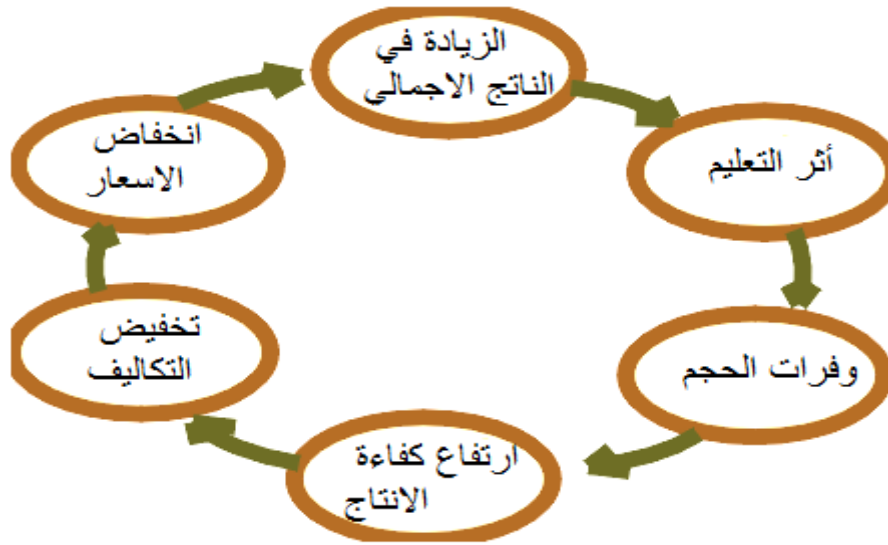 الزيادة في
الناتج الاجمالي
أثر التعليم
وفرات الحجم
ارتفاع كفاءة
الانتاج
تخفيض
التكاليف
انخفاض
الاسعار